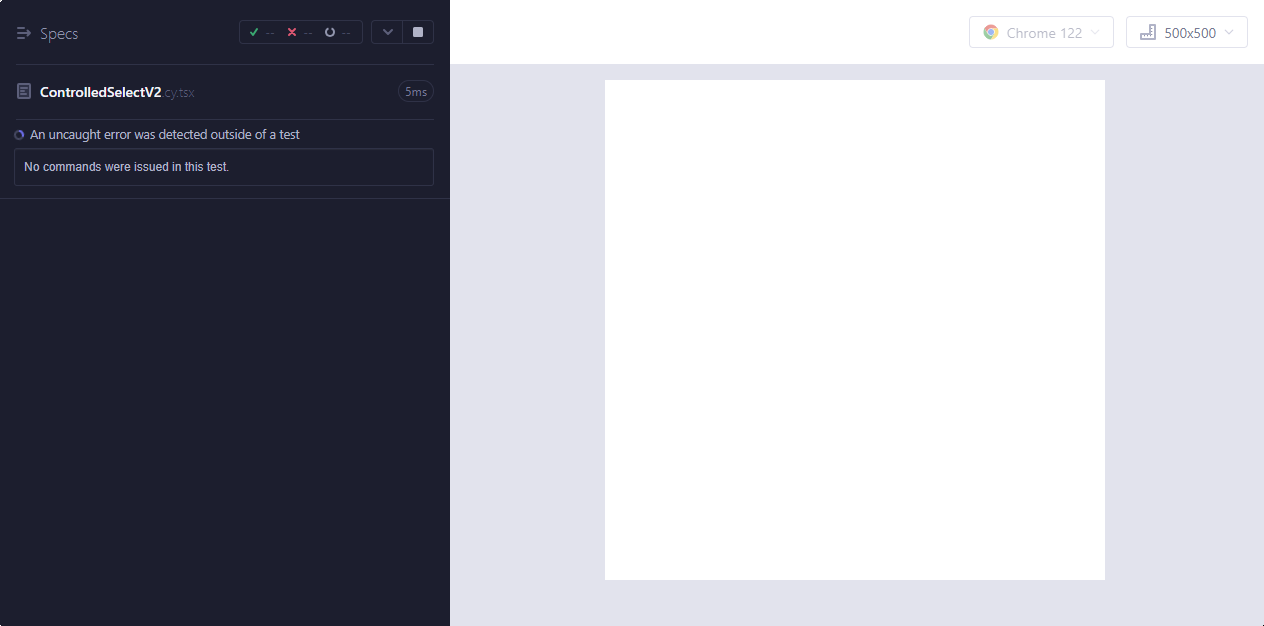 Specs
-- -- --
Chrome 122
500x500
ControlledSelectV2.cy.tsx
5ms
An uncaught error was detected outside of a test
No commands were issued in this test.